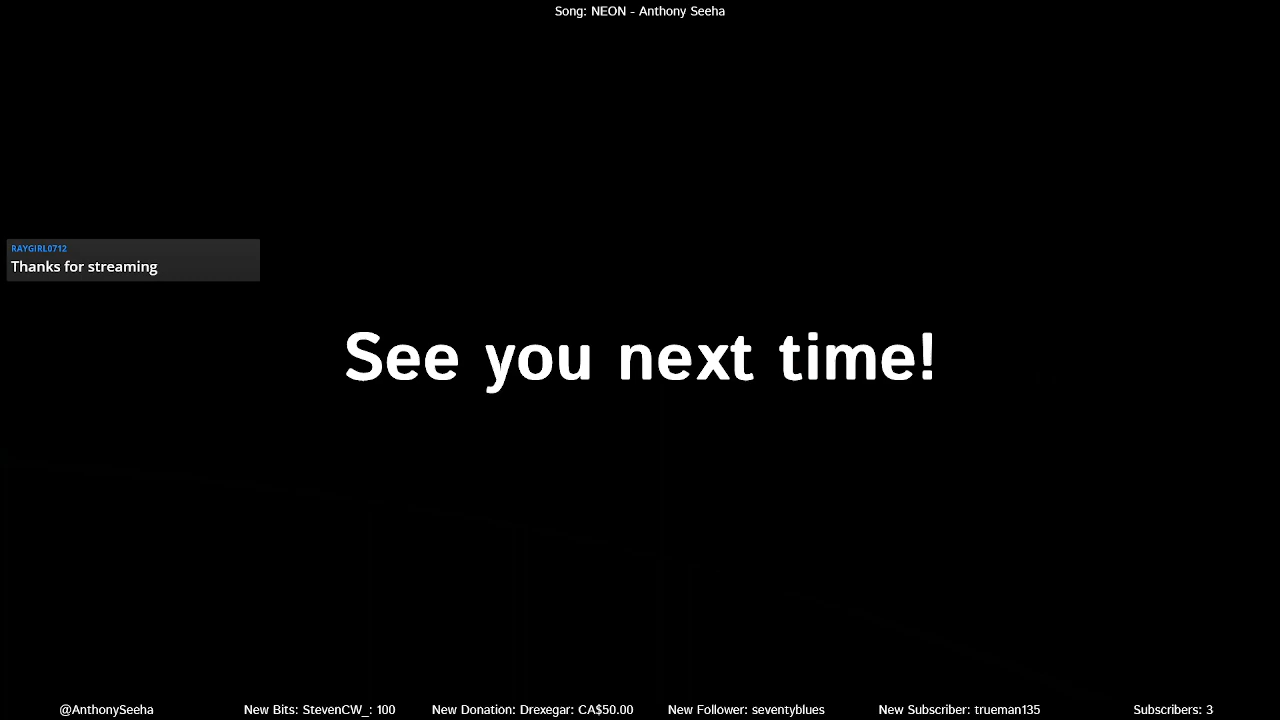 Song: NEON - Anthony Seeha
RAYGIRL0712
Thanks for streaming
See you next time!
@AnthonySeeha
New Bits: StevenCW_: 100
New Donation: Drexegar: CA$50.00
New Follower: seventyblues
New Subscriber: trueman135
Subscribers: 3